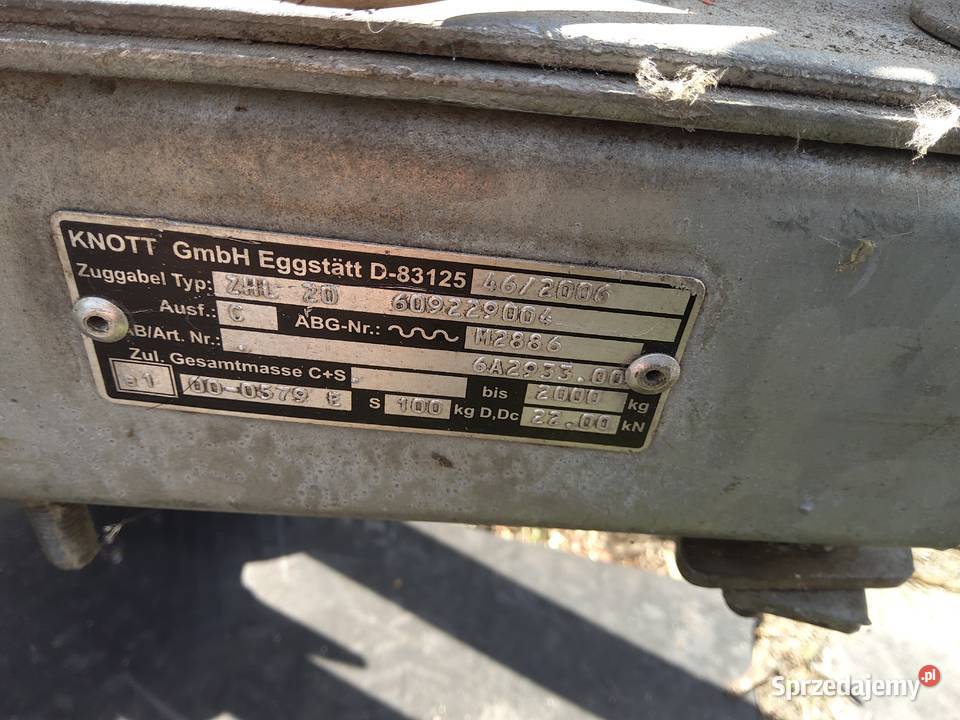 KNOTT GmbH Eggstätt D-83125 46/2006
Zuggabel Typ: ZHL 20 609229004
Ausf.: C ABG-Nr.: M2886
AB/Art. Nr.: 6A2933.00
Zul. Gesamtmasse C+S bis 2000 kg
e1 00-0579 E S 100 kg D,Dc 22.00 kN
Sprzedajemy.pl